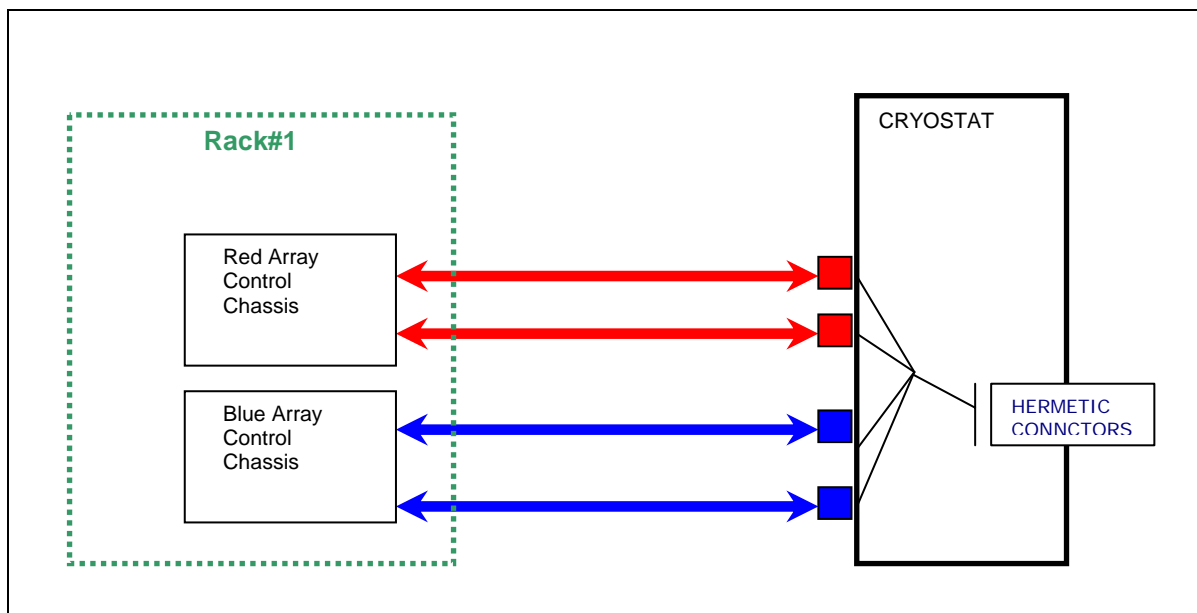 Rack#1
CRYOSTAT
Red Array
Control
Chassis
Blue Array
Control
Chassis
HERMETIC
CONNCTORS